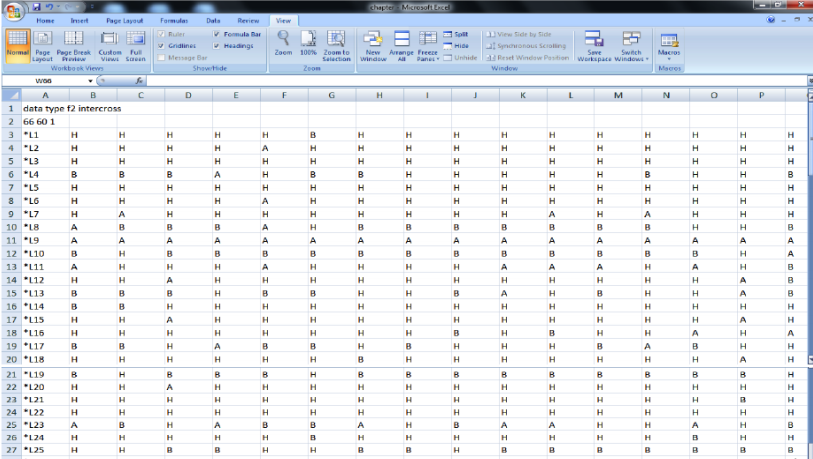 chapter - Microsoft Excel
Home Insert Page Layout Formulas Data Review View
Normal Page Layout Page Break Preview Custom Views Full Screen
Workbook Views
Ruler Formula Bar
Gridlines Headings
Message Bar
Show/Hide
Zoom 100% Zoom to Selection
Zoom
New Window Arrange All Freeze Panes
Split
Hide
Unhide
View Side by Side
Synchronous Scrolling
Reset Window Position
Window
Save Workspace Switch Windows
Macros
Macros
W66 fx
A B C D E F G H I J K L M N O P
1 data type f2 intercross
2 66 60 1
3 *L1 H H H H H B H H H H H H H H H H
4 *L2 H H H H A H H H H H H H H H H H
5 *L3 H H H H H H H H H H H H H H H H
6 *L4 B B B A H B B H H H H H B H H B
7 *L5 H H H H H H H H H H H H H H H H
8 *L6 H H H H A H H H H H H H H H H H
9 *L7 H A H H H H H H H H A H A H H H
10 *L8 A B B B A H B B B B B B B H H B
11 *L9 A A A A A A A A A A A A A A A A
12 *L10 B H B B B B B B B B B B B B H A
13 *L11 A H H H A H H H H A A A H A H B
14 *L12 H H A H H H H H H H H H H H A B
15 *L13 B B B H B B H H B A H B H H A B
16 *L14 B B H H H H H H H H H H H H H H
17 *L15 H H A H H H H H H H H H H H A H
18 *L16 H H H H H H H H B H B H H A H A
19 *L17 B B H A B B H B H H H B A B H H
20 *L18 H H H H H H B H H H H H H H A H
21 *L19 B H B B B H B B B B B B B B B H
22 *L20 H H A H H H H H H H H H H H H H
23 *L21 H H H H H H H H H H H H H H B H
24 *L22 H H H H H H H H H H H H H H H H
25 *L23 A B H A B B A H B A A H H A H B
26 *L24 H H H H H B H H H H H H H B H H
27 *L25 H H B B H H B B H B B B B B B B